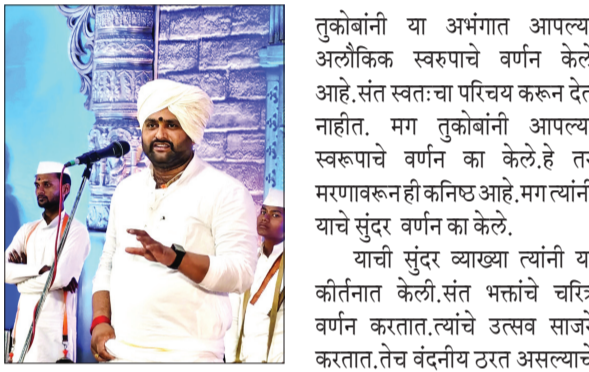 तुकोबांनी या अभंगात आपल्य
अलौकिक स्वरुपाचे वर्णन केले
आहे.संत स्वतःचा परिचय करून देत
नाहीत. मग तुकोबांनी आपल्य
स्वरूपाचे वर्णन का केले.हे तर
मरणावरूनही कनिष्ठ आहे.मग त्यांनी
याचे सुंदर वर्णन का केले.
याची सुंदर व्याख्या त्यांनी य
कीर्तनात केली.संत भक्तांचे चरित्र
वर्णन करतात.त्यांचे उत्सव साजरे
करतात.तेच वंदनीय ठरत असल्याचे